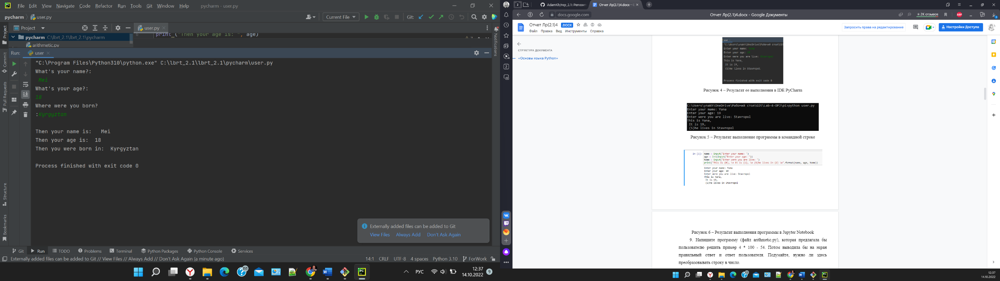 File Edit View Navigate Code Refactor Run Tools Git Window Help pycharm - user.py
pycharm user.py Current File Git:
Project user.py
pycharm C:\lbrt_2.1\lbrt_2.1\pycharm
print ("Then your age is: ", age)
arithmetic.py
Run: user
"C:\Program Files\Python310\python.exe" C:\lbrt_2.1\lbrt_2.1\pycharm\user.py
What's your name?:
Mei
What's your age?:
18
Where were you born?
:Kyrgyztan
Then your name is: Mei
Then your age is: 18
Then you were born in: Kyrgyztan
Process finished with exit code 0
Project
Commit
Pull Requests
Structure
Bookmarks
Notifications
Externally added files can be added to Git
View Files Always Add Don't Ask Again
Git Run TODO Problems Terminal Python Packages Python Console Services
Externally added files can be added to Git // View Files // Always Add // Don't Ask Again (a minute ago) 14:1 CRLF UTF-8 4 spaces Python 3.10 ForWork
РУС 12:37
14.10.2022 9
2 AdamKh/rep_2.1: Репозит Отчет Лр(2.1)4.docx - G
docs.google.com Отчет Лр(2.1)4.docx - Google Документы 2K отзывов ABP
Отчет Лр(2.1)4 .DOCX
Файл Правка Вид Инструменты Справка
Запросить права на редактирование Настройки Доступа
СТРУКТУРА ДОКУМЕНТА
«Основы языка Python»
user
"C:\Users\ynakh\OneDrive\Рабочий стол\Git
Enter your mame: Yana
Enter your age: 19
Enter were you are live: Stavropol
This is Yana,
It is 19,
(S)he lives in Stavropol
Process finished with exit code 0
Рисунок 4 – Результат ее выполнения в IDE PyCharm
C:\Users\ynakh\OneDrive\Рабочий стол\Git\Lab-4-OPJ\p1>python user.py
Enter your mame: Yana
Enter your age: 19
Enter were you are live: Stavropol
This is Yana,
It is 19,
(S)he lives in Stavropol
Рисунок 5 – Результат выполнение программы в командной строке
In [5]: name = input("Enter your mame: ")
age = int(input("Enter your age: "))
home = input("Enter were you are live: ")
print("This is {0}, \n It is {1}, \n (S)he lives in {2} \n".format(name, age, home))
Enter your mame: Yana
Enter your age: 19
Enter were you are live: Stavropol
This is Yana,
It is 19,
(S)he lives in Stavropol
Рисунок 6 – Результат выполнения программы в Jupyter Notebook
9. Напишите программу (файл arithmetic.py), которая предлагала бы
пользователю решить пример 4 * 100 - 54. Потом выводила бы на экран
правильный ответ и ответ пользователя. Подумайте, нужно ли здесь
преобразовывать строку в число.
12:37
14.10.2022